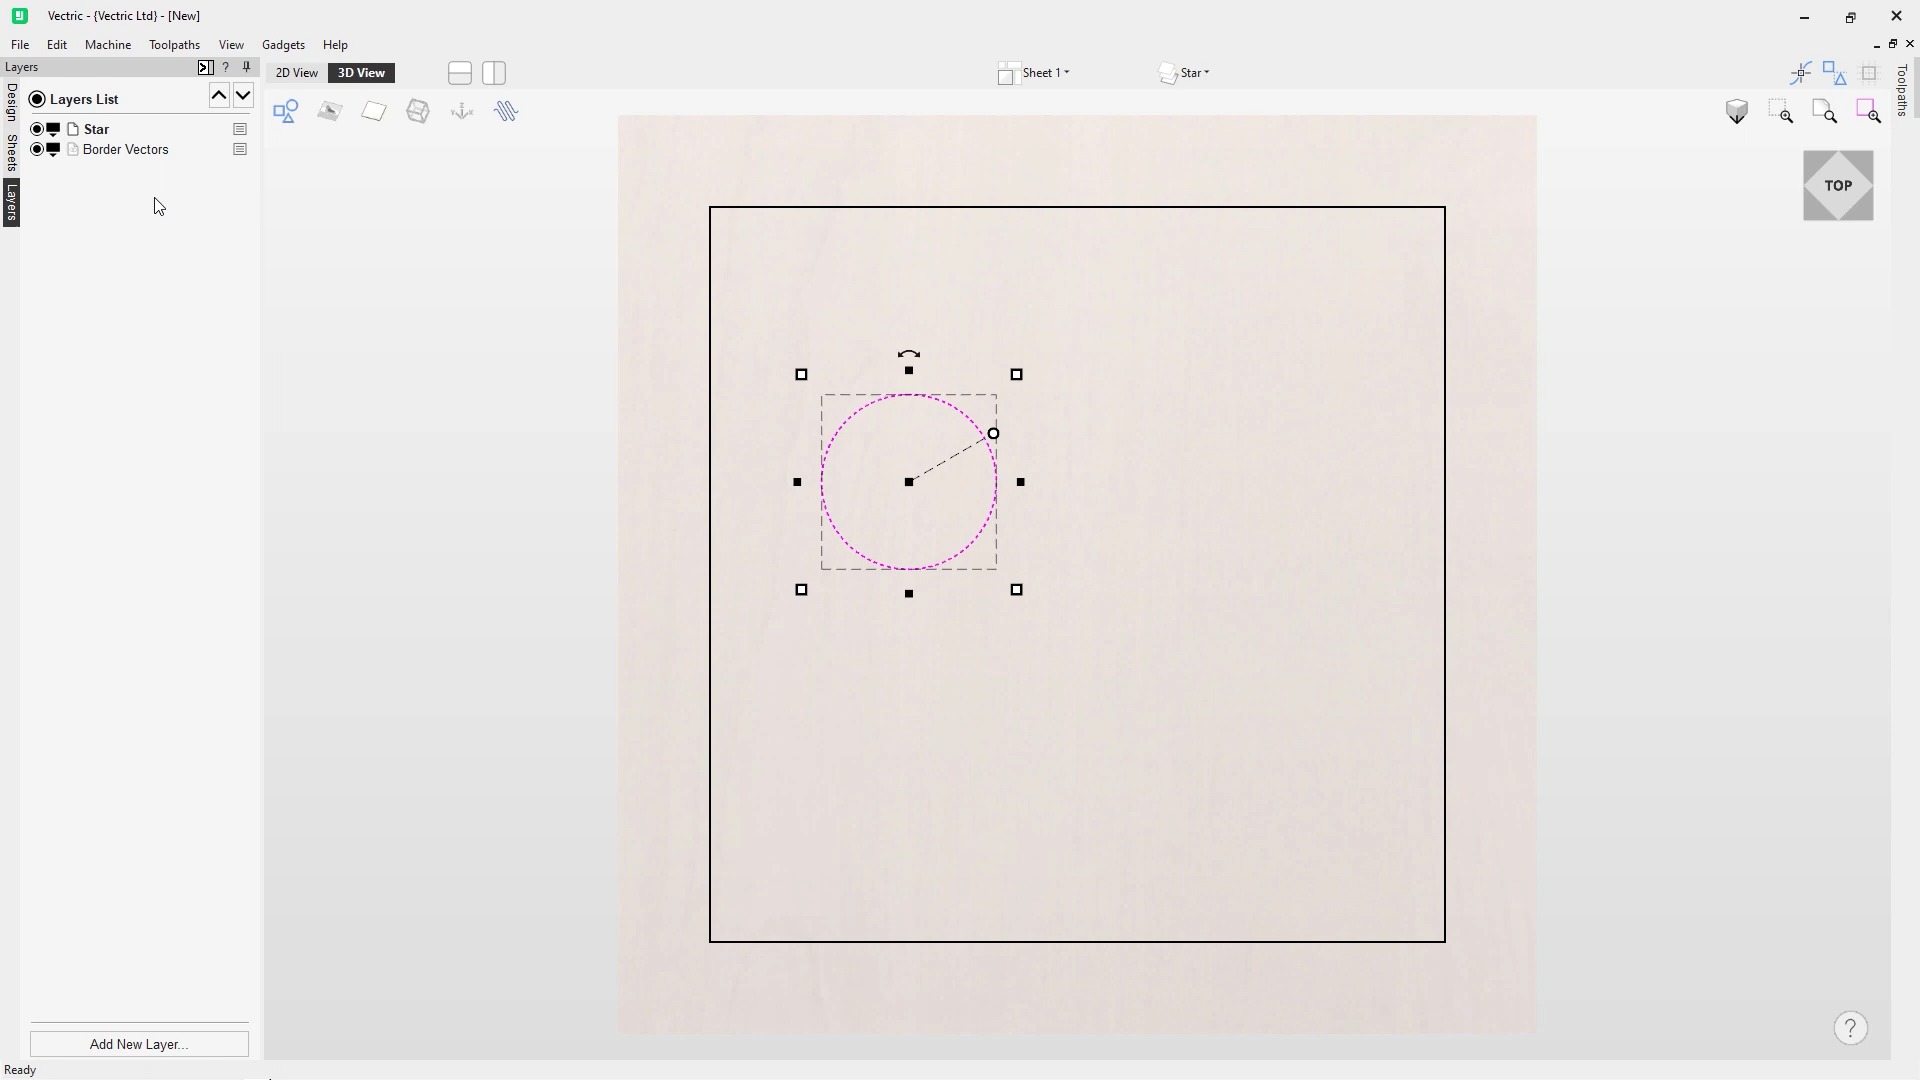 Vectric - {Vectric Ltd} - [New]
File Edit Machine Toolpaths View Gadgets Help
Layers ?
2D View 3D View Sheet 1 Star
Layers List
Star
Border Vectors
Design
Sheets
Layers
Toolpaths
TOP
Add New Layer...
?
Ready